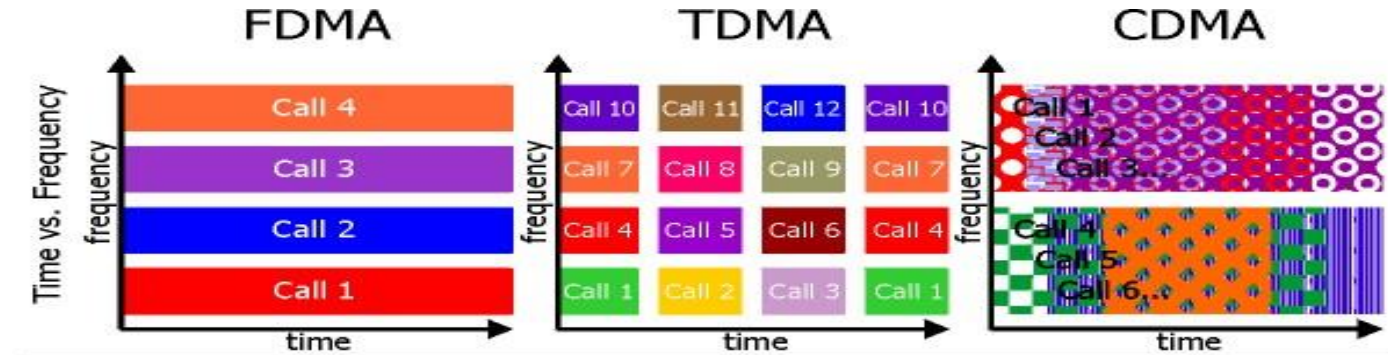 FDMA
TDMA
CDMA
Time vs. Frequency
frequency
Call 4
Call 3
Call 2
Call 1
time
frequency
Call 10 Call 11 Call 12 Call 10
Call 7 Call 8 Call 9 Call 7
Call 4 Call 5 Call 6 Call 4
Call 1 Call 2 Call 3 Call 1
time
frequency
Call 1
Call 2
Call 3...
Call 4
Call 5
Call 6...
time